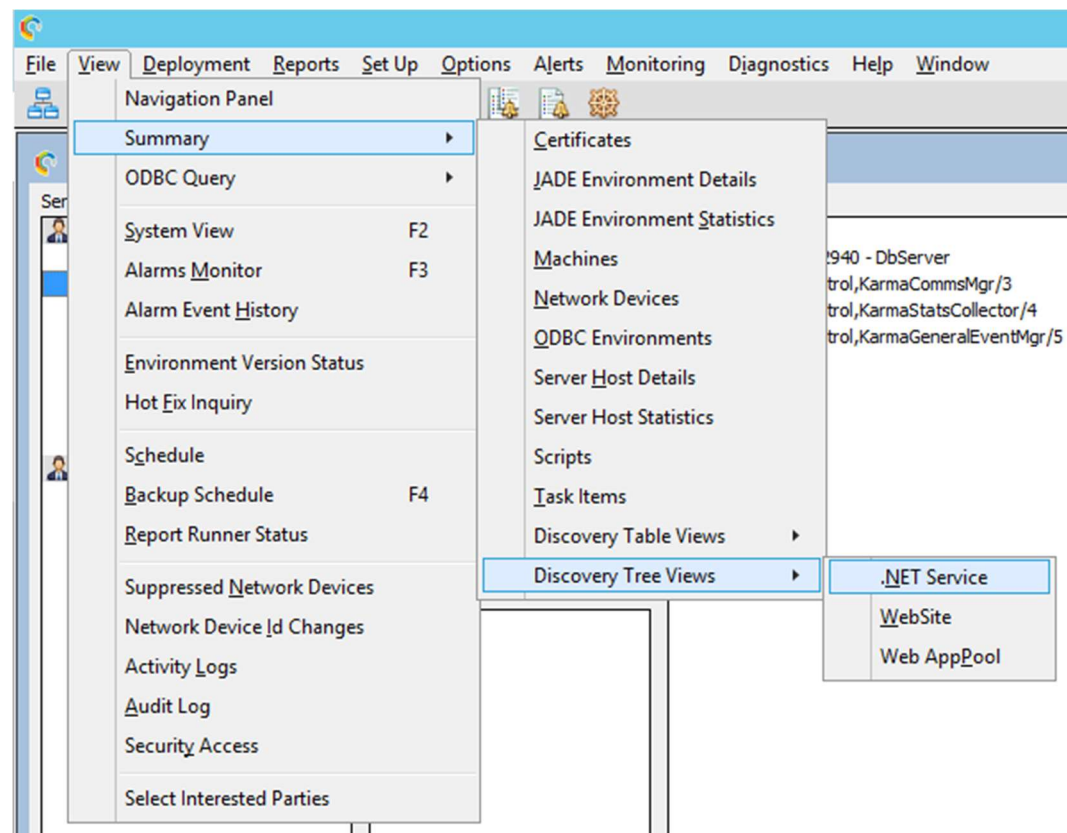 File View Deployment Reports Set Up Options Alerts Monitoring Diagnostics Help Window
Navigation Panel
Summary
ODBC Query
System View F2
Alarms Monitor F3
Alarm Event History
Environment Version Status
Hot Fix Inquiry
Schedule
Backup Schedule F4
Report Runner Status
Suppressed Network Devices
Network Device Id Changes
Activity Logs
Audit Log
Security Access
Select Interested Parties
Certificates
JADE Environment Details
JADE Environment Statistics
Machines
Network Devices
ODBC Environments
Server Host Details
Server Host Statistics
Scripts
Task Items
Discovery Table Views
Discovery Tree Views
.NET Service
WebSite
Web AppPool
Ser
2940 - DbServer
trol,KarmaCommsMgr/3
trol,KarmaStatsCollector/4
trol,KarmaGeneralEventMgr/5